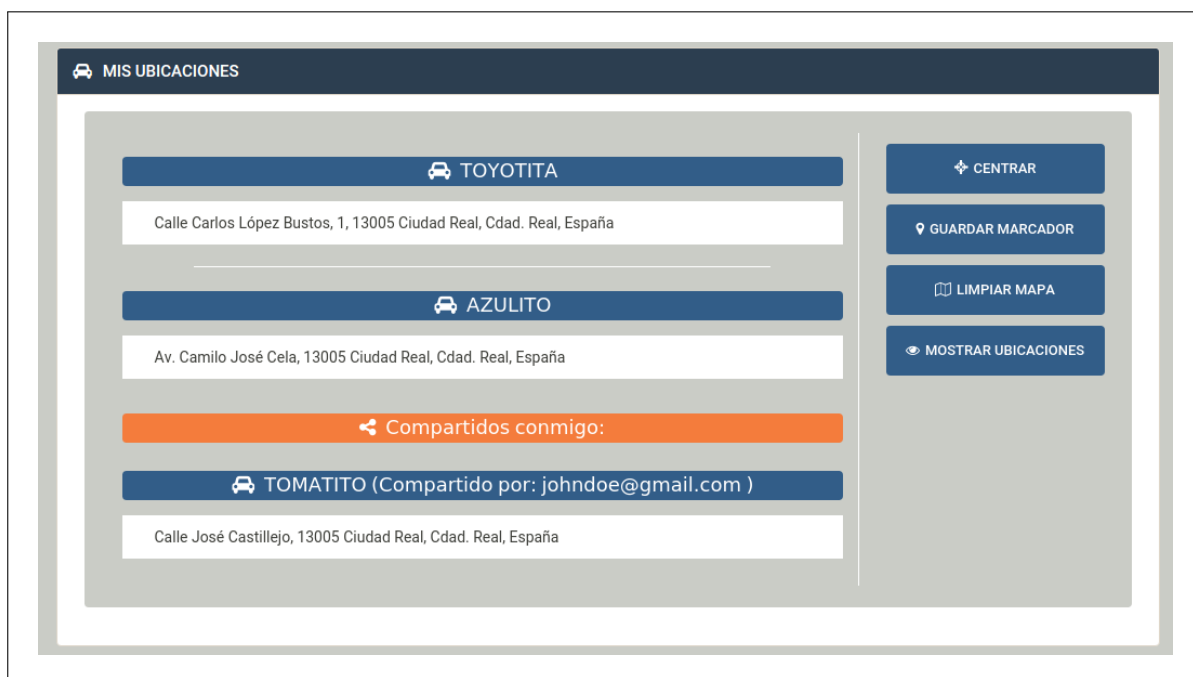 MIS UBICACIONES
TOYOTITA
Calle Carlos López Bustos, 1, 13005 Ciudad Real, Cdad. Real, España
AZULITO
Av. Camilo José Cela, 13005 Ciudad Real, Cdad. Real, España
Compartidos conmigo:
TOMATITO (Compartido por: johndoe@gmail.com )
Calle José Castillejo, 13005 Ciudad Real, Cdad. Real, España
CENTRAR
GUARDAR MARCADOR
LIMPIAR MAPA
MOSTRAR UBICACIONES